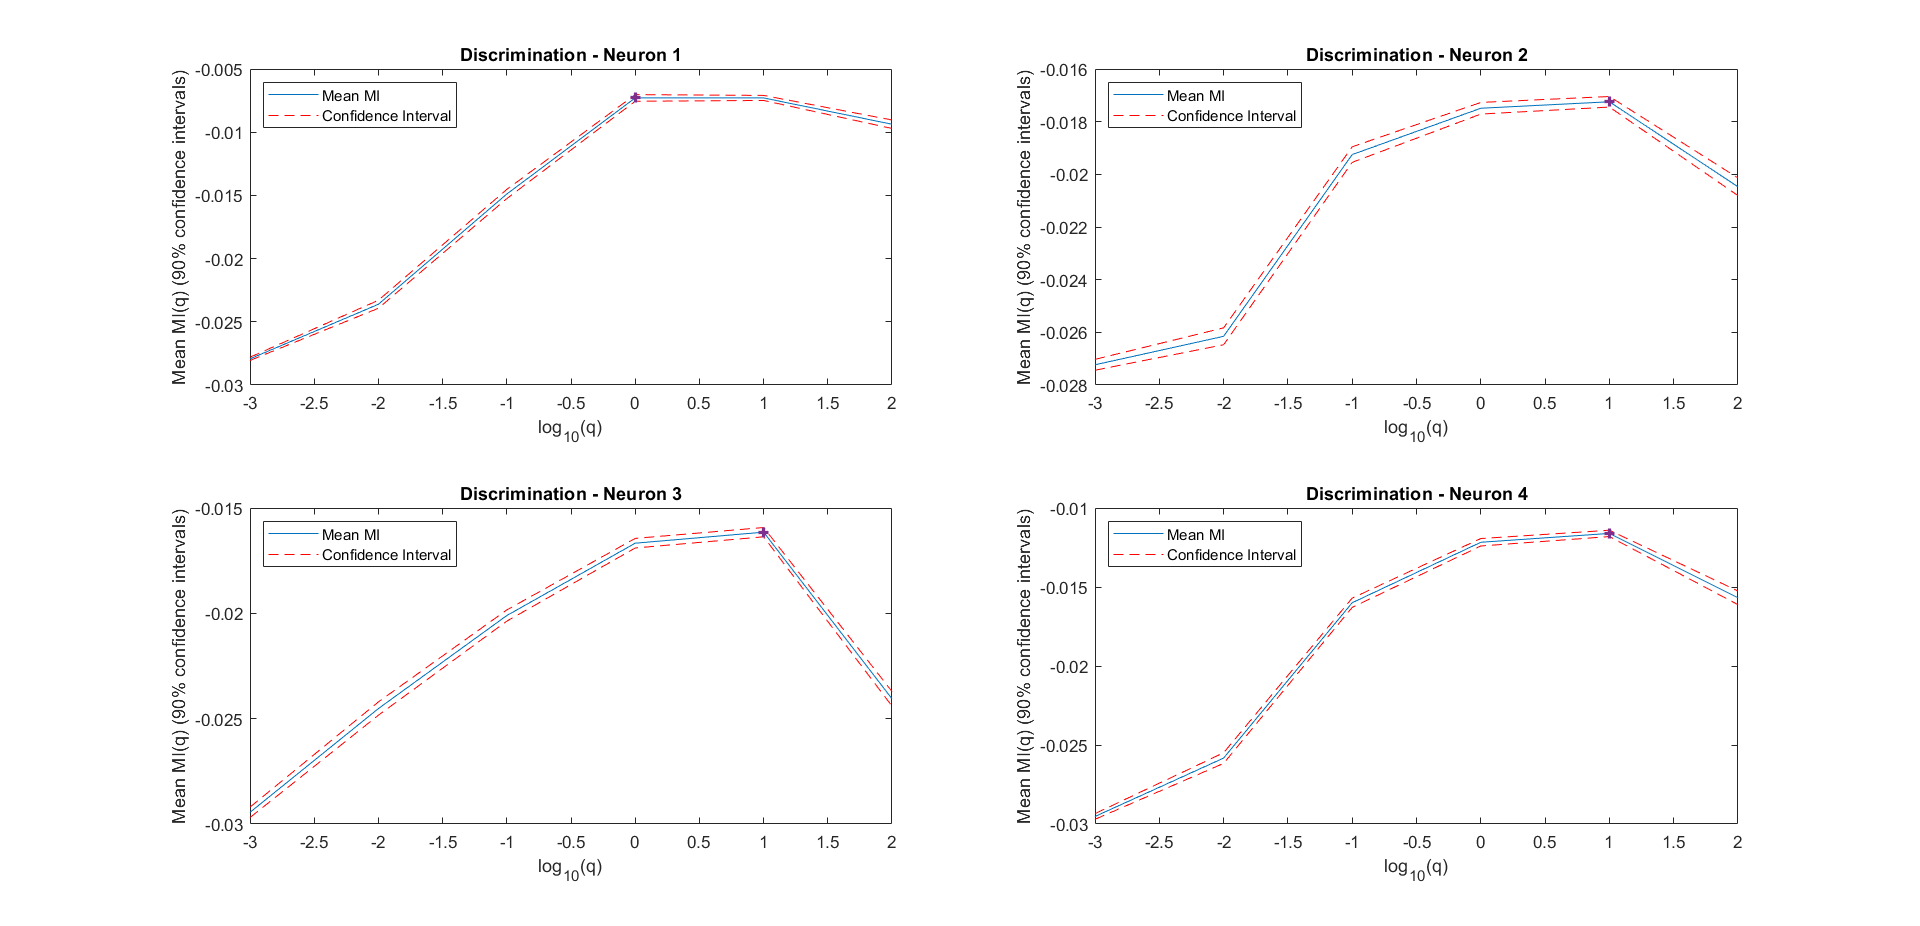 Discrimination - Neuron 1
Mean MI(q) (90% confidence intervals)
-0.005
-0.01
-0.015
-0.02
-0.025
-0.03
Mean MI
Confidence Interval
-3 -2.5 -2 -1.5 -1 -0.5 0 0.5 1 1.5 2
log10(q)
Discrimination - Neuron 2
Mean MI(q) (90% confidence intervals)
-0.016
-0.018
-0.02
-0.022
-0.024
-0.026
-0.028
Mean MI
Confidence Interval
-3 -2.5 -2 -1.5 -1 -0.5 0 0.5 1 1.5 2
log10(q)
Discrimination - Neuron 3
Mean MI(q) (90% confidence intervals)
-0.015
-0.02
-0.025
-0.03
Mean MI
Confidence Interval
-3 -2.5 -2 -1.5 -1 -0.5 0 0.5 1 1.5 2
log10(q)
Discrimination - Neuron 4
Mean MI(q) (90% confidence intervals)
-0.01
-0.015
-0.02
-0.025
-0.03
Mean MI
Confidence Interval
-3 -2.5 -2 -1.5 -1 -0.5 0 0.5 1 1.5 2
log10(q)